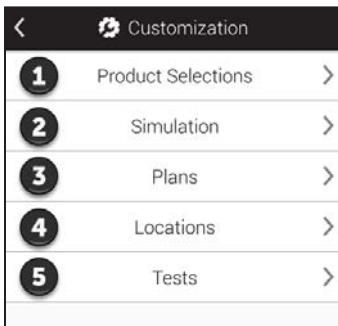 Customization
1 Product Selections
2 Simulation
3 Plans
4 Locations
5 Tests